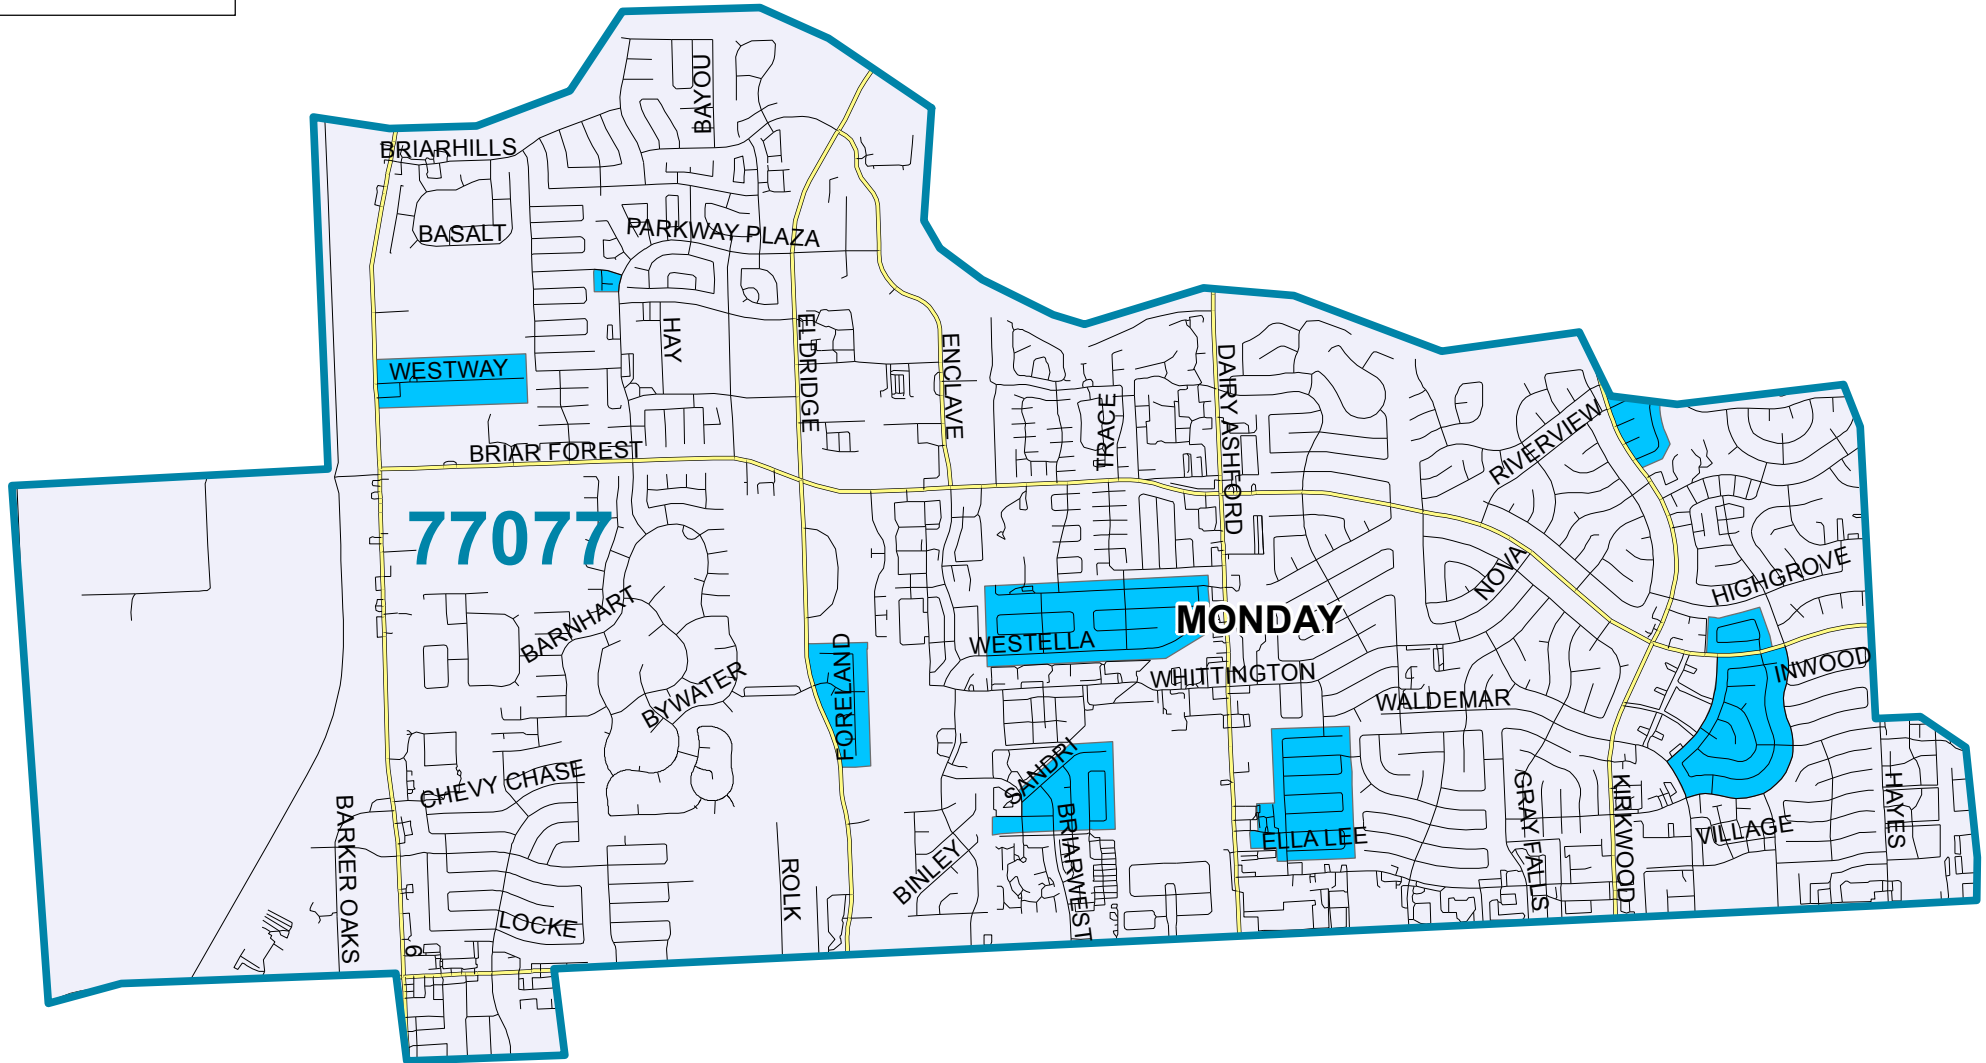 BAYOU
BRIARHILLS
BASALT
PARKWAY PLAZA
HAY
ELDRIDGE
ENCLAVE
WESTWAY
DAIRY ASHFORD
TRACE
RIVERVIEW
BRIAR FOREST
77077
NOVA
HIGHGROVE
BARNHART
MONDAY
WESTELLA
FORELAND
WHITTINGTON
INWOOD
BYWATER
WALDEMAR
SANDRI
CHEVY CHASE
GRAY FALLS
KIRKWOOD
HAYES
BARKER OAKS
BRIARWEST
ELLA LEE
VILLAGE
BINLEY
ROLK
LOCKE
6